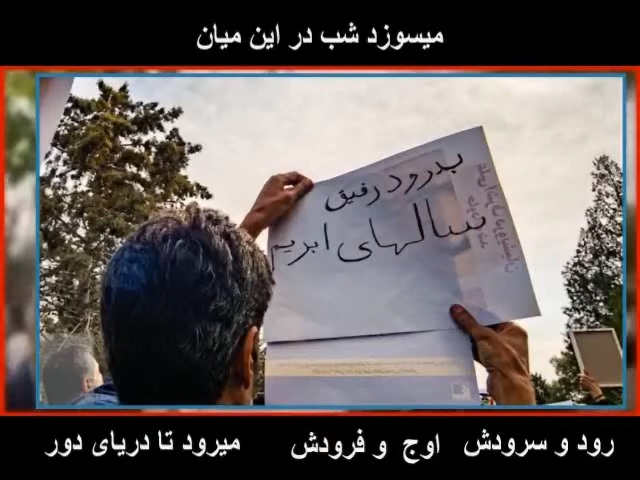 میسوزد شب در این میان
بدرود رفیق
سالهای ابریم
رود و سرودش اوج و فرودش میرود تا دریای دور